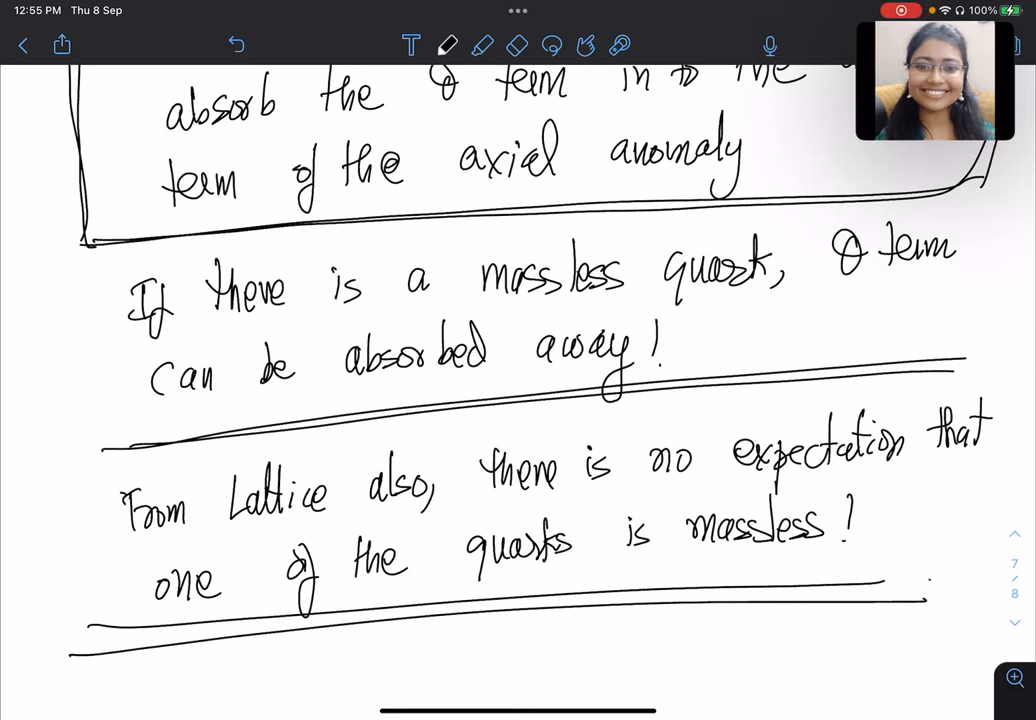 12:55 PM Thu 8 Sep
100%
absorb the θ term in to the
term of the axial anomaly
If there is a massless quark, θ term
can be absorbed away!
From Lattice also, there is no expectation that
one of the quarks is massless!
7
/
8